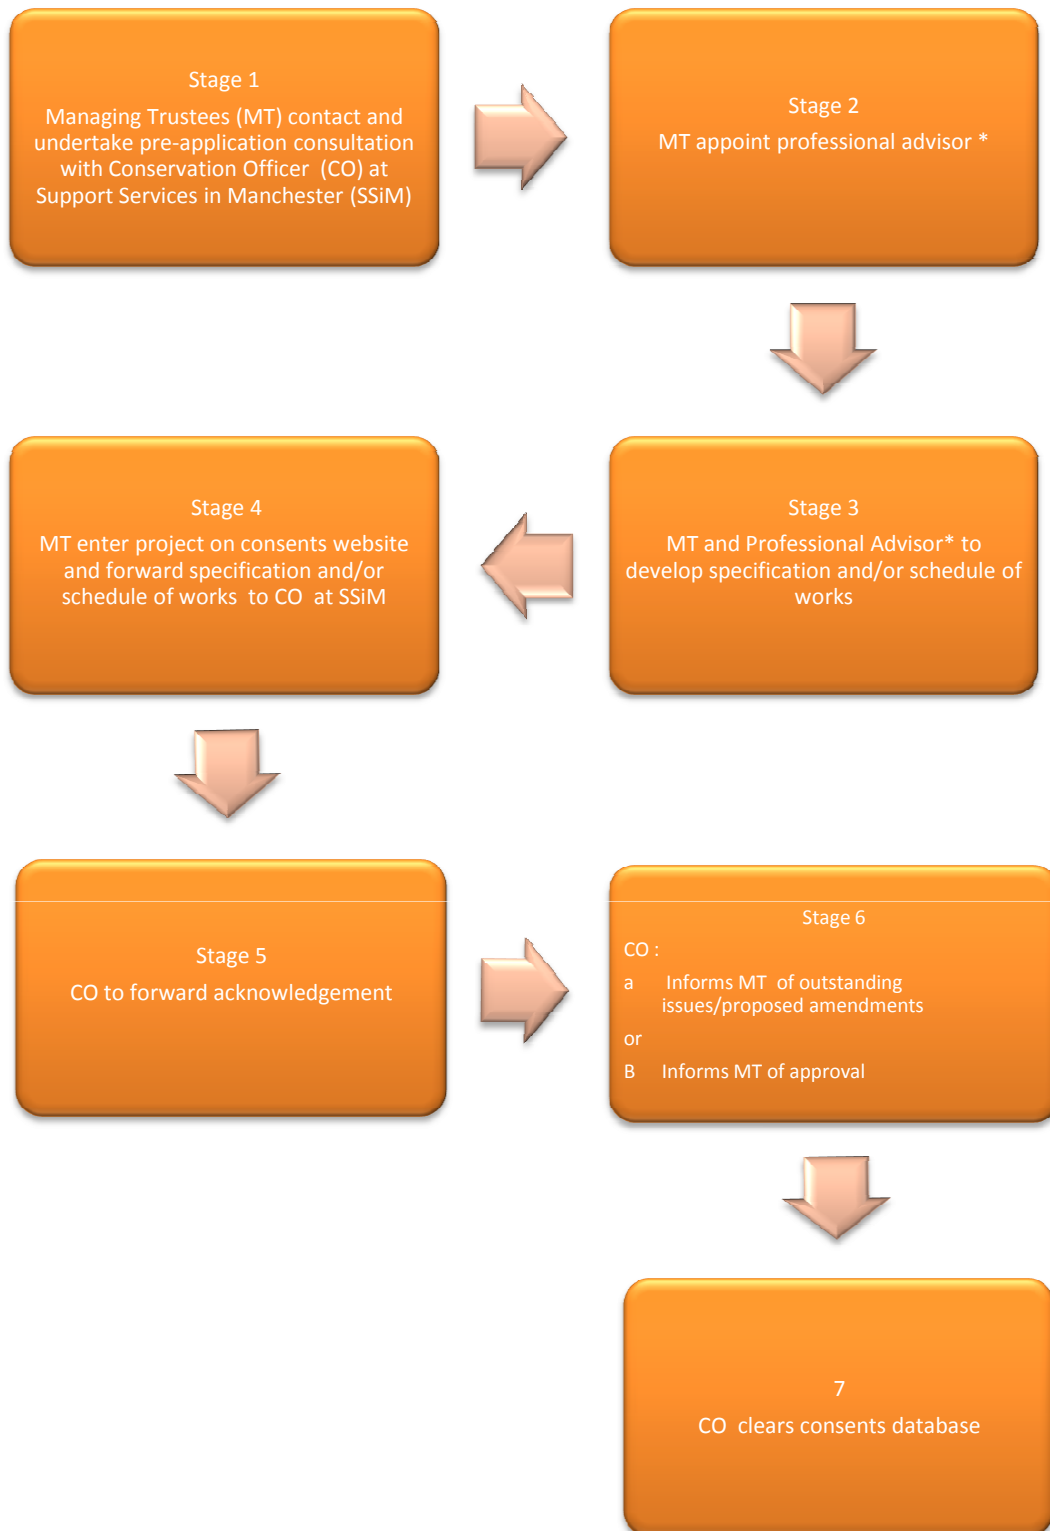 Stage 1
Managing Trustees (MT) contact and
undertake pre-application consultation
with Conservation Officer (CO) at
Support Services in Manchester (SSiM)
Stage 2
MT appoint professional advisor *
Stage 3
MT and Professional Advisor* to
develop specification and/or schedule of
works
Stage 4
MT enter project on consents website
and forward specification and/or
schedule of works to CO at SSiM
Stage 5
CO to forward acknowledgement
Stage 6
CO :
a Informs MT of outstanding
issues/proposed amendments
or
B Informs MT of approval
7
CO clears consents database